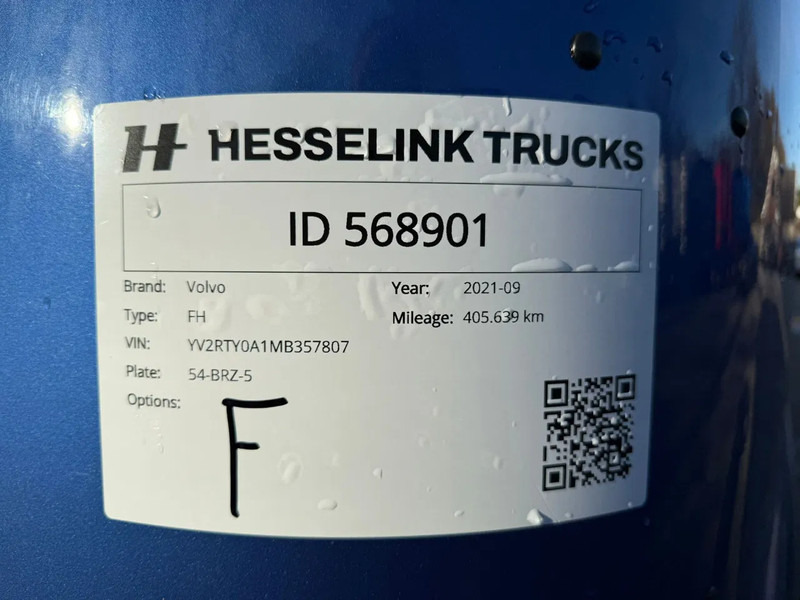 HESSELINK TRUCKS
ID 568901
Brand: Volvo Year: 2021-09
Type: FH Mileage: 405.639 km
VIN: YV2RTY0A1MB357807
Plate: 54-BRZ-5
Options: F